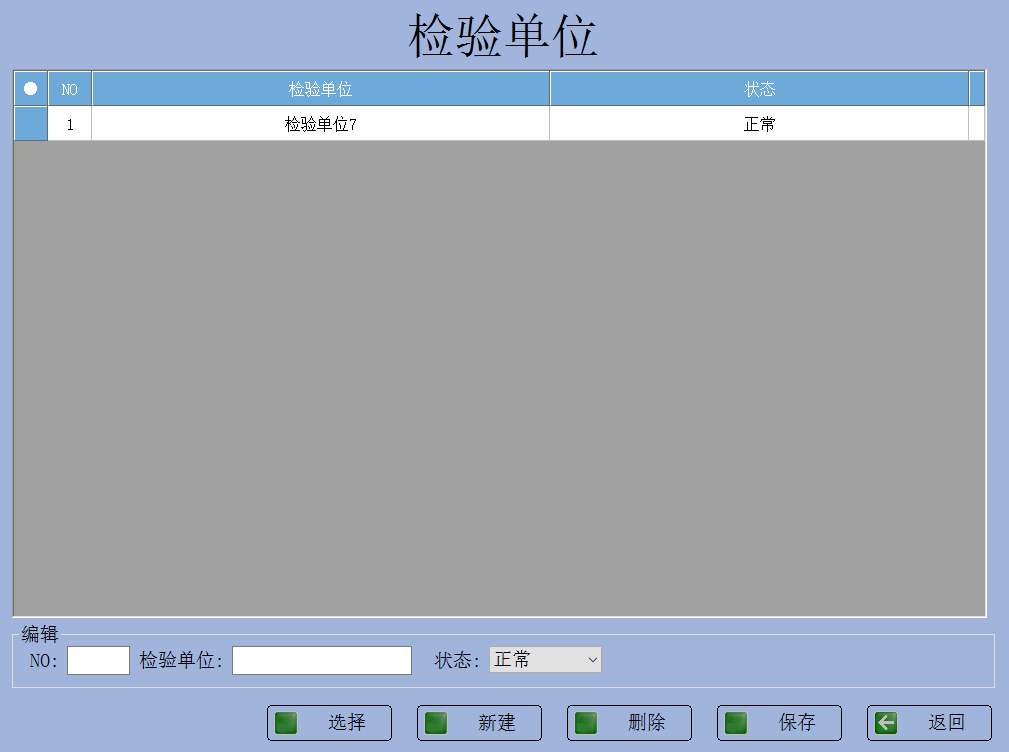 检验单位
NO 检验单位 状态
1 检验单位7 正常
编辑
NO: 检验单位: 状态: 正常
选择 新建 删除 保存 返回